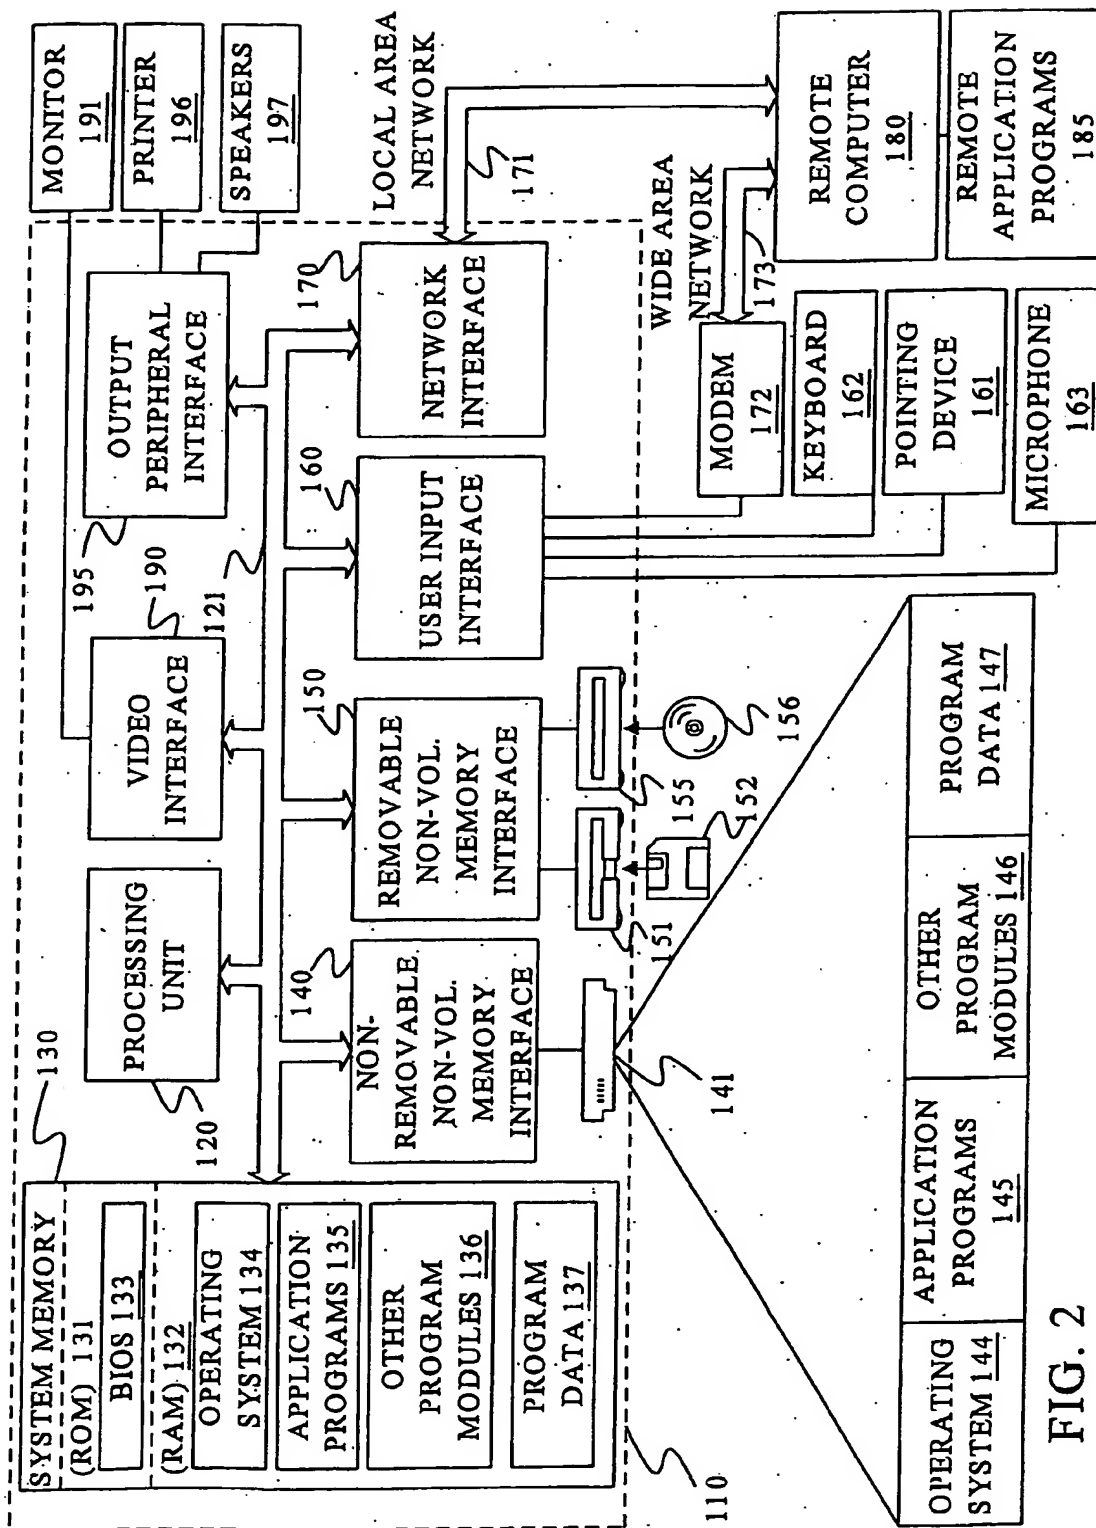 SYSTEM MEMORY
(ROM) 131
BIOS 133
(RAM) 132
OPERATING
SYSTEM 134
APPLICATION
PROGRAMS 135
OTHER
PROGRAM
MODULES 136
PROGRAM
DATA 137
130
PROCESSING
UNIT
120
VIDEO
INTERFACE
190
OUTPUT
PERIPHERAL
INTERFACE
195
121
MONITOR
191
PRINTER
196
SPEAKERS
197
NON-
REMOVABLE
NON-VOL.
MEMORY
INTERFACE
140
REMOVABLE
NON-VOL.
MEMORY
INTERFACE
150
USER INPUT
INTERFACE
160
NETWORK
INTERFACE
170
LOCAL AREA
NETWORK
171
WIDE AREA
NETWORK
173
141
151
152
155
156
110
MODEM
172
KEYBOARD
162
POINTING
DEVICE
161
MICROPHONE
163
REMOTE
COMPUTER
180
REMOTE
APPLICATION
PROGRAMS
185
OPERATING
SYSTEM 144
APPLICATION
PROGRAMS
145
OTHER
PROGRAM
MODULES 146
PROGRAM
DATA 147
FIG. 2